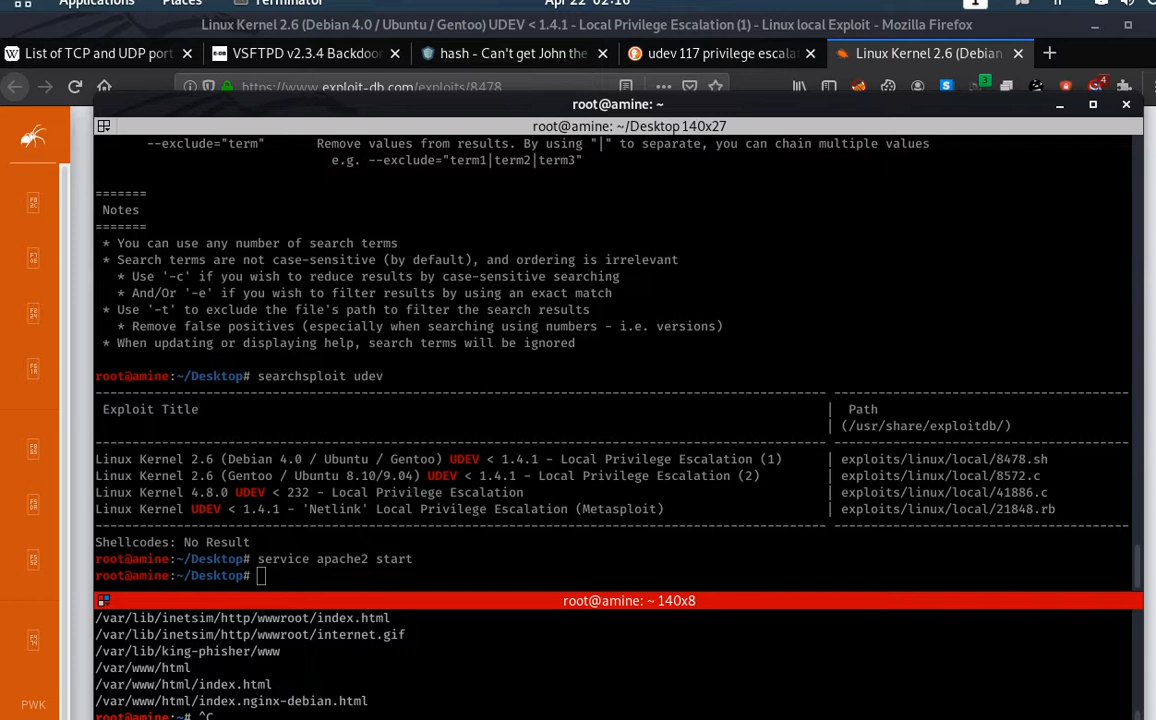 Applications Places Terminator Apr 22 02:16 1
Linux Kernel 2.6 (Debian 4.0 / Ubuntu / Gentoo) UDEV < 1.4.1 - Local Privilege Escalation (1) - Linux local Exploit - Mozilla Firefox
List of TCP and UDP port VSFTPD v2.3.4 Backdoo hash - Can't get John the udev 117 privilege escala Linux Kernel 2.6 (Debian
https://www.exploit-db.com/exploits/8478 3 4
root@amine: ~
root@amine: ~/Desktop 140x27
--exclude="term" Remove values from results. By using "|" to separate, you can chain multiple values
e.g. --exclude="term1|term2|term3"
=======
Notes
=======
* You can use any number of search terms
* Search terms are not case-sensitive (by default), and ordering is irrelevant
* Use '-c' if you wish to reduce results by case-sensitive searching
* And/Or '-e' if you wish to filter results by using an exact match
* Use '-t' to exclude the file's path to filter the search results
* Remove false positives (especially when searching using numbers - i.e. versions)
* When updating or displaying help, search terms will be ignored
root@amine:~/Desktop# searchsploit udev
Exploit Title | Path
| (/usr/share/exploitdb/)
Linux Kernel 2.6 (Debian 4.0 / Ubuntu / Gentoo) UDEV < 1.4.1 - Local Privilege Escalation (1) | exploits/linux/local/8478.sh
Linux Kernel 2.6 (Gentoo / Ubuntu 8.10/9.04) UDEV < 1.4.1 - Local Privilege Escalation (2) | exploits/linux/local/8572.c
Linux Kernel 4.8.0 UDEV < 232 - Local Privilege Escalation | exploits/linux/local/41886.c
Linux Kernel UDEV < 1.4.1 - 'Netlink' Local Privilege Escalation (Metasploit) | exploits/linux/local/21848.rb
Shellcodes: No Result
root@amine:~/Desktop# service apache2 start
root@amine:~/Desktop#
root@amine: ~ 140x8
/var/lib/inetsim/http/wwwroot/index.html
/var/lib/inetsim/http/wwwroot/internet.gif
/var/lib/king-phisher/www
/var/www/html
/var/www/html/index.html
/var/www/html/index.nginx-debian.html
root@amine:~# ^C
PWK